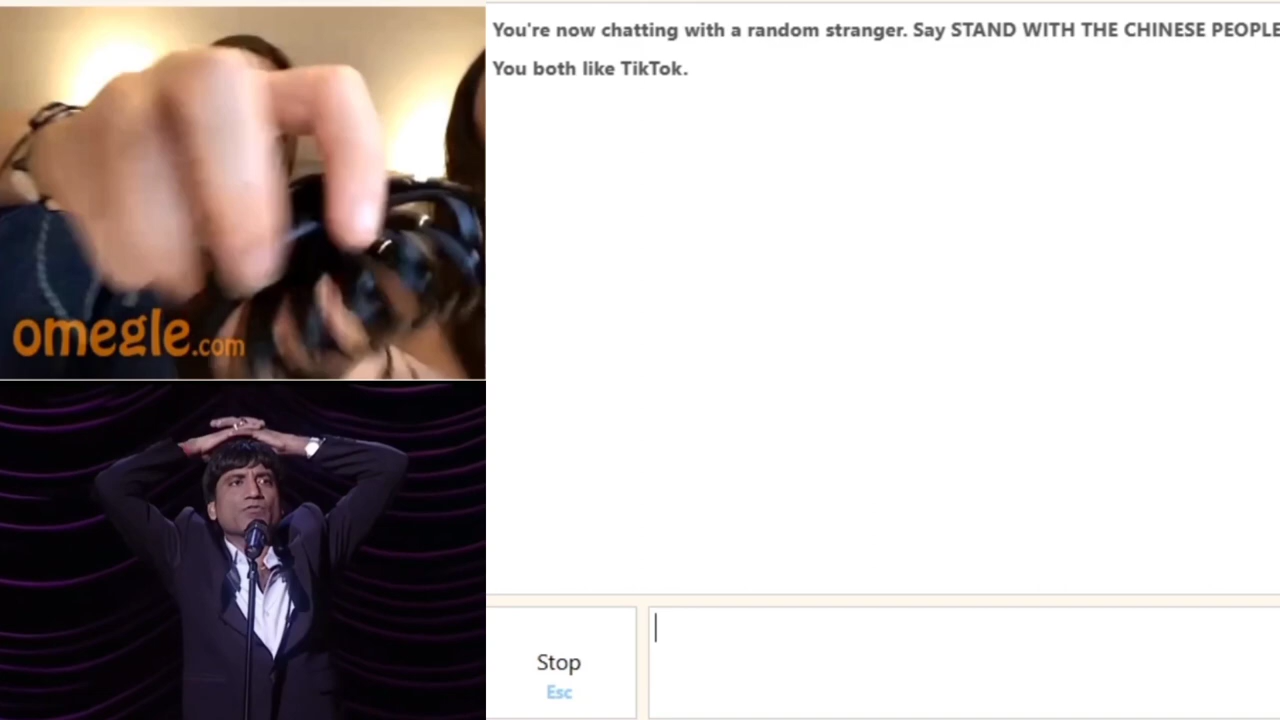 You're now chatting with a random stranger. Say STAND WITH THE CHINESE PEOPLE
You both like TikTok.
omegle.com
Stop
Esc